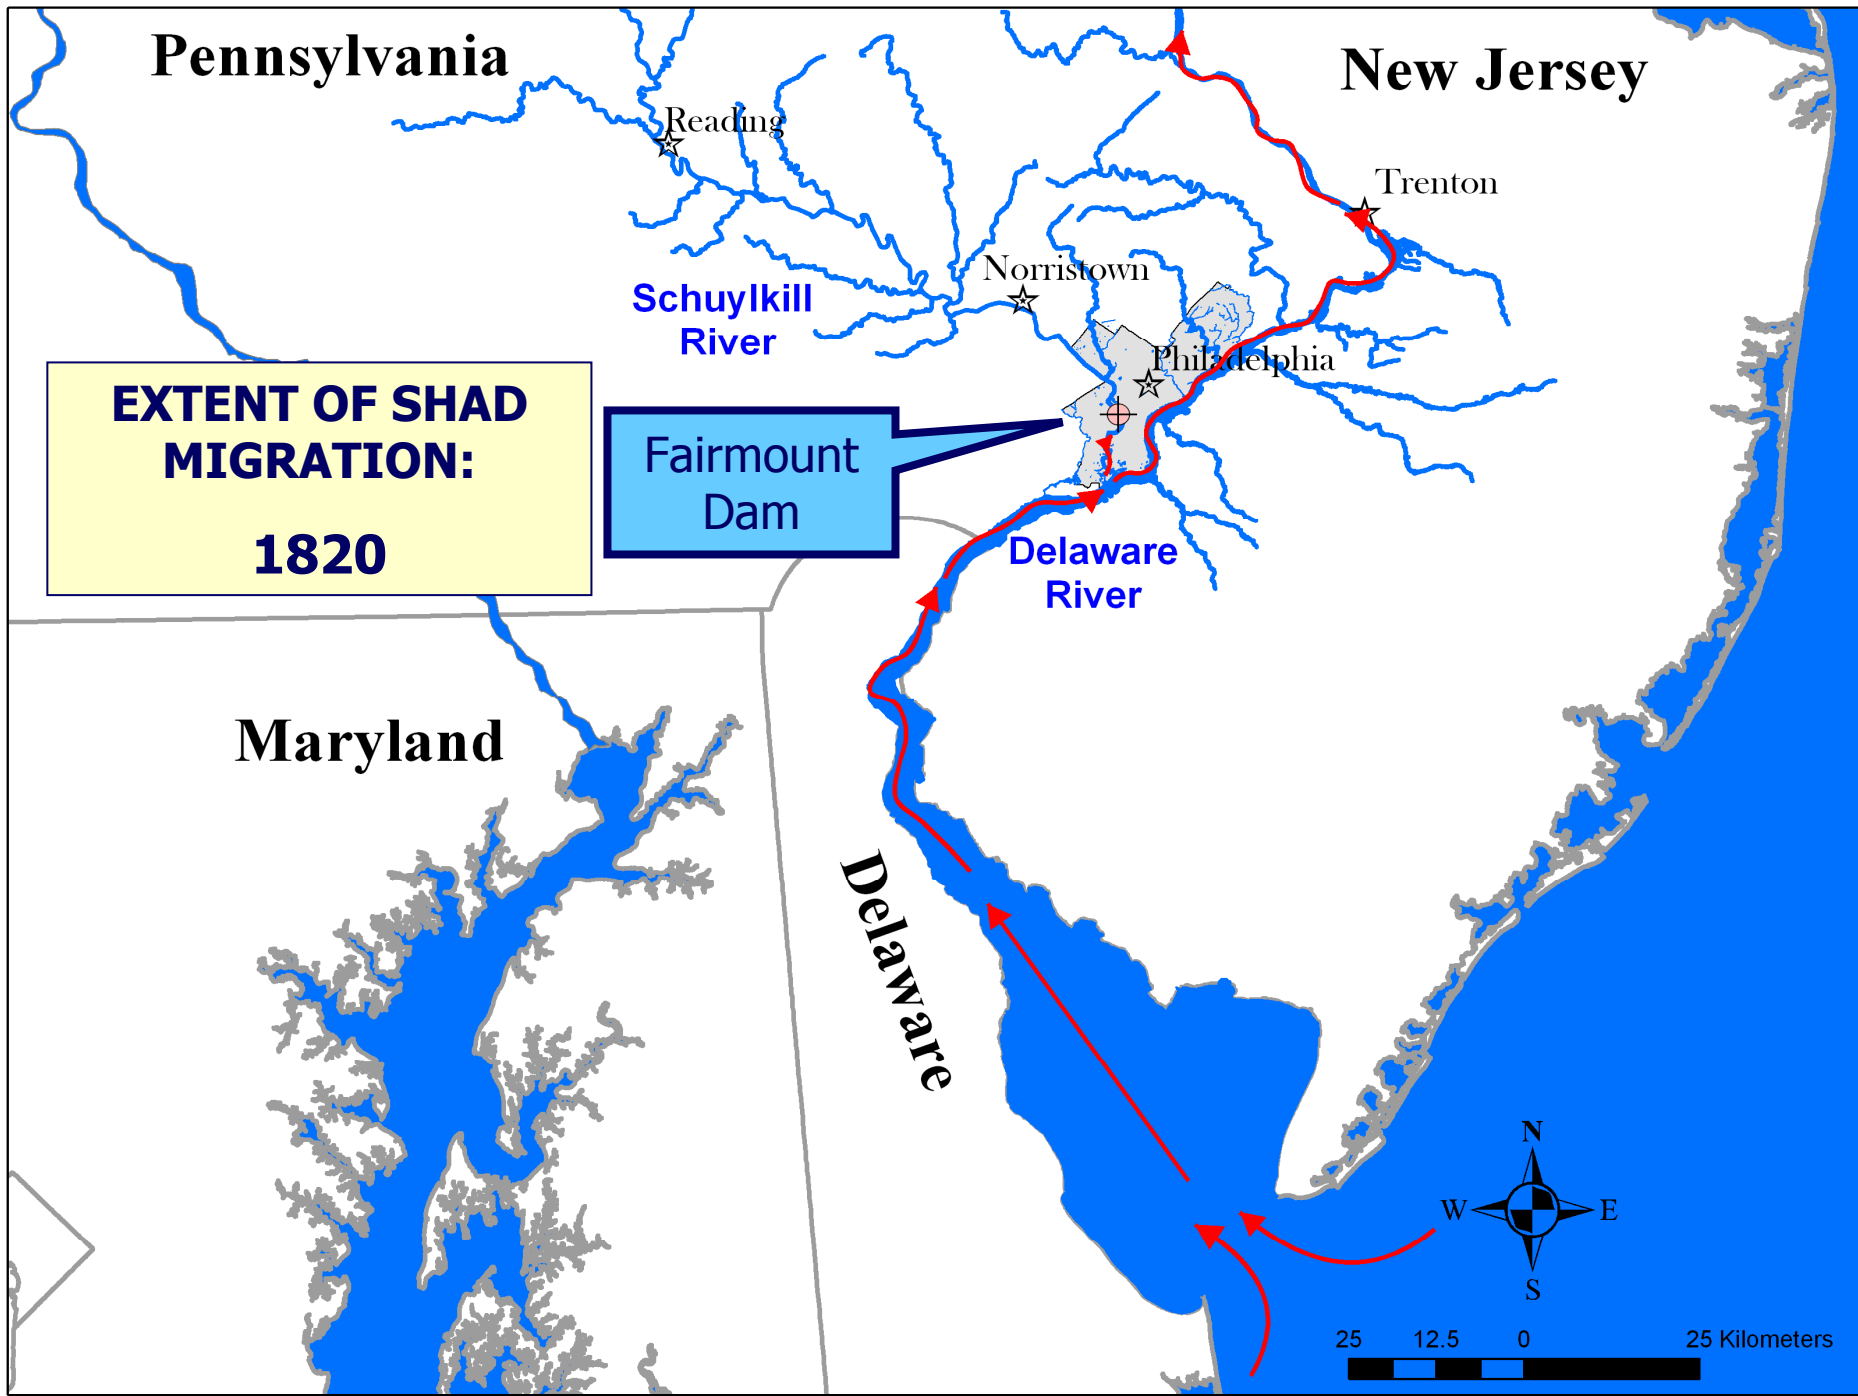 Pennsylvania
New Jersey
Reading
Trenton
Norristown
Schuylkill
River
Philadelphia
EXTENT OF SHAD
MIGRATION:
1820
Fairmount
Dam
Delaware
River
Maryland
Delaware
N
W
E
S
25 12.5 0 25 Kilometers